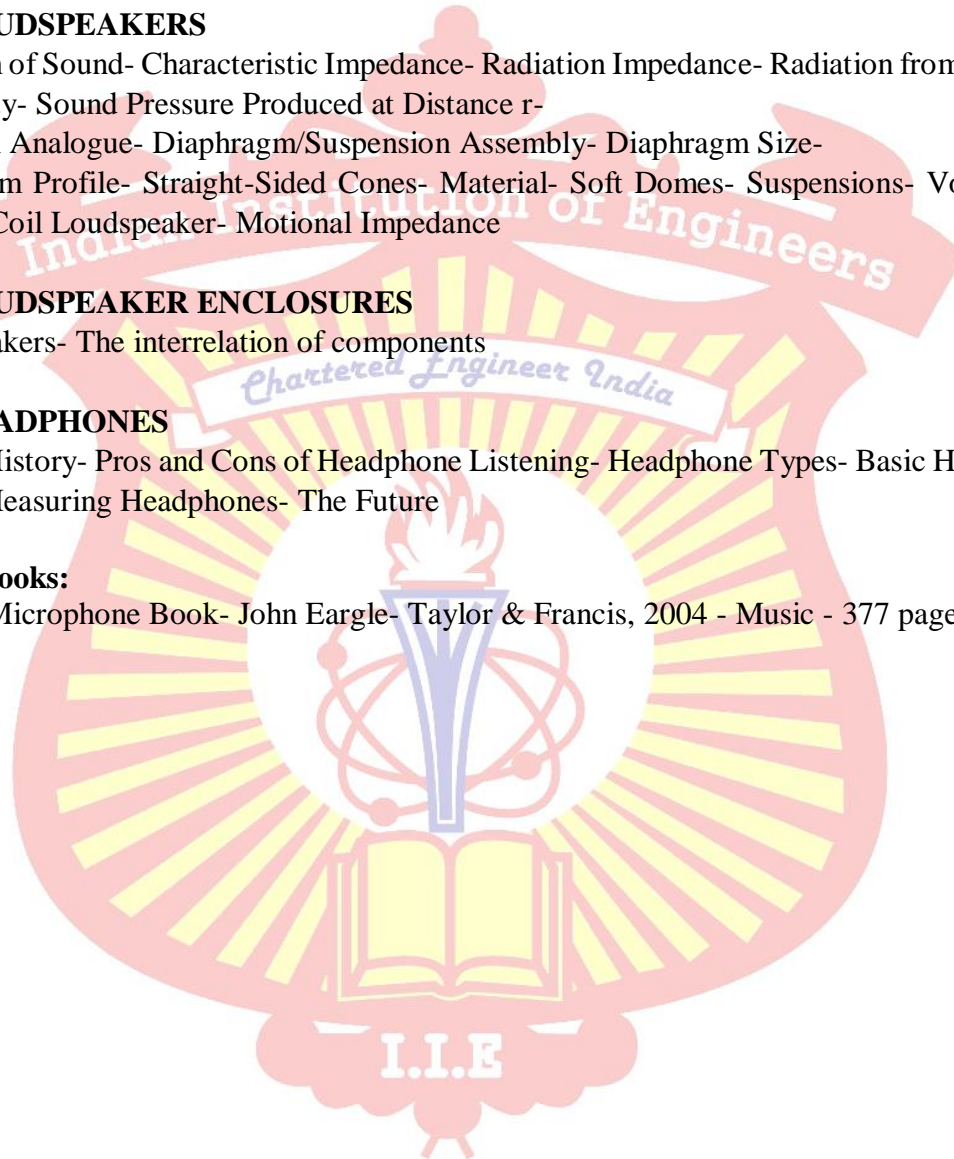 UDSPEAKERS
of Sound- Characteristic Impedance- Radiation Impedance- Radiation from
y- Sound Pressure Produced at Distance r-
Analogue- Diaphragm/Suspension Assembly- Diaphragm Size-
m Profile- Straight-Sided Cones- Material- Soft Domes- Suspensions- Vo
Coil Loudspeaker- Motional Impedance
Indian Institution of Engineers
UDSPEAKER ENCLOSURES
akers- The interrelation of components
Chartered Engineer India
ADPHONES
History- Pros and Cons of Headphone Listening- Headphone Types- Basic H
Measuring Headphones- The Future
ooks:
Microphone Book- John Eargle- Taylor & Francis, 2004 - Music - 377 page
I.I.E